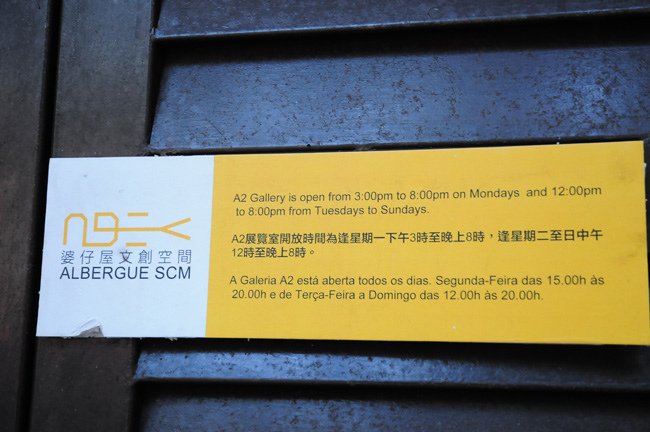 婆仔屋文創空間
ALBERGUE SCM
A2 Gallery is open from 3:00pm to 8:00pm on Mondays and 12:00pm
to 8:00pm from Tuesdays to Sundays.
A2展覽室開放時間為逢星期一下午3時至晚上8時，逢星期二至日中午
12時至晚上8時。
A Galeria A2 está aberta todos os dias. Segunda-Feira das 15.00h às
20.00h e de Terça-Feira a Domingo das 12.00h às 20.00h.